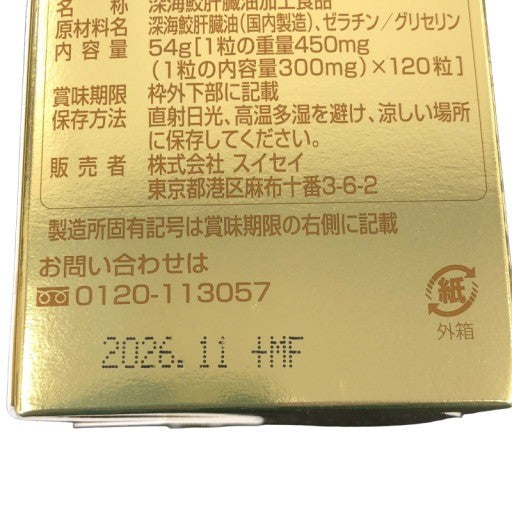 名称 深海鮫肝臓油加工食品
原材料名 深海鮫肝臓油(国内製造)、ゼラチン/グリセリン
内容量 54g[1粒の重量450mg
(1粒の内容量300mg)×120粒]
賞味期限 枠外下部に記載
保存方法 直射日光、高温多湿を避け、涼しい場所
に保存してください。
販売者 株式会社 スイセイ
東京都港区麻布十番3-6-2
製造所固有記号は賞味期限の右側に記載
お問い合わせは
0120-113057
紙
外箱
2026.11 +MF